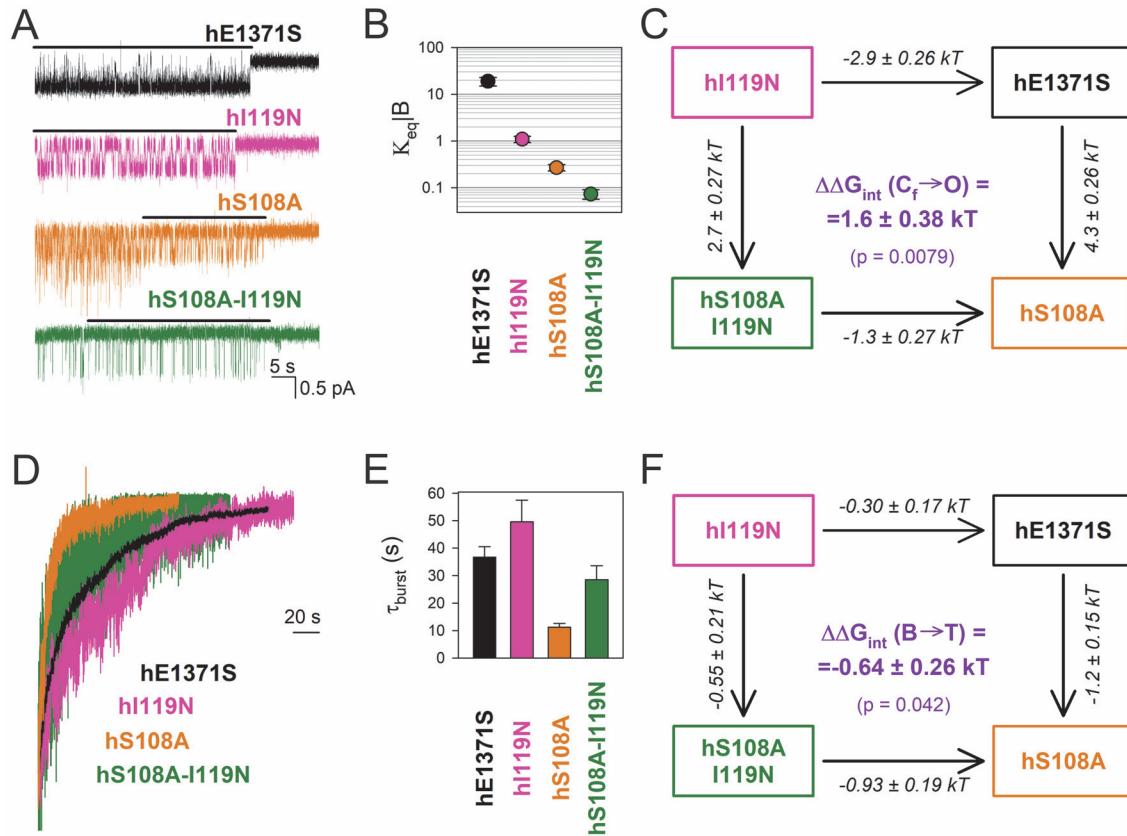 A
hE1371S
hI119N
hS108A
hS108A-I119N
5 s
0.5 pA
B
100
10
1
0.1
K_eq|B
hE1371S
hI119N
hS108A
hS108A-I119N
C
hI119N
-2.9 ± 0.26 kT
hE1371S
2.7 ± 0.27 kT
ΔΔG_int (C_f→O) =
=1.6 ± 0.38 kT
(p = 0.0079)
4.3 ± 0.26 kT
hS108A
I119N
-1.3 ± 0.27 kT
hS108A
D
20 s
hE1371S
hI119N
hS108A
hS108A-I119N
E
60
50
40
30
20
10
0
τ_burst (s)
hE1371S
hI119N
hS108A
hS108A-I119N
F
hI119N
-0.30 ± 0.17 kT
hE1371S
-0.55 ± 0.21 kT
ΔΔG_int (B→T) =
=-0.64 ± 0.26 kT
(p = 0.042)
-1.2 ± 0.15 kT
hS108A
I119N
-0.93 ± 0.19 kT
hS108A